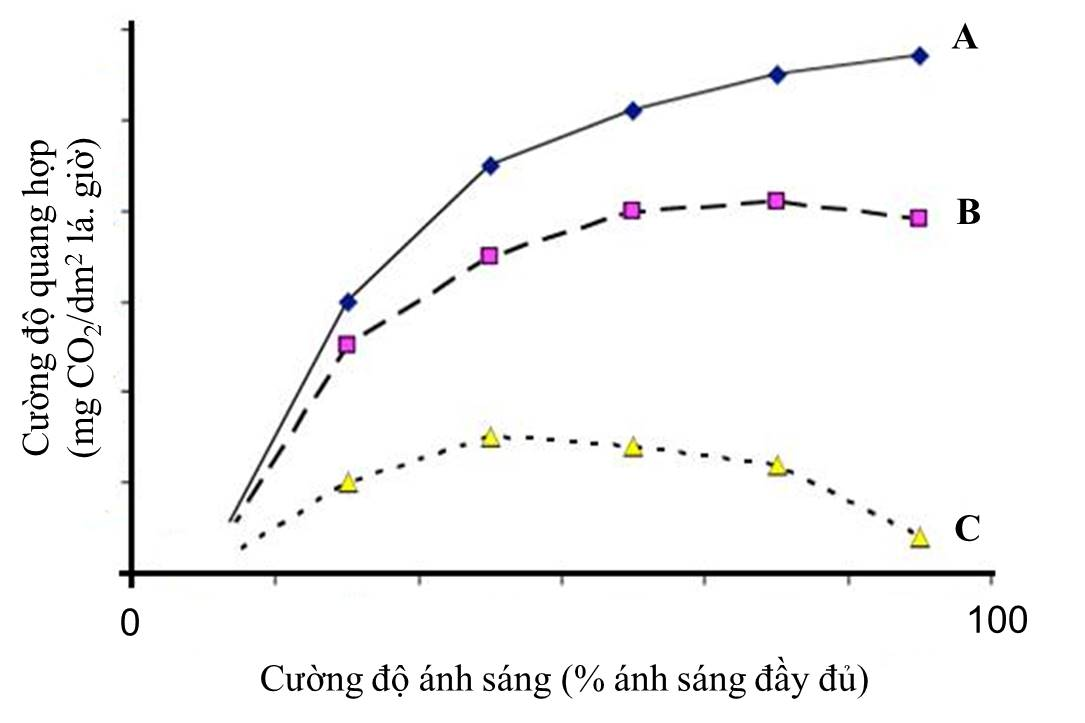 Cường độ quang hợp
(mg CO₂/dm² lá. giờ)
A
B
C
0
100
Cường độ ánh sáng (% ánh sáng đầy đủ)